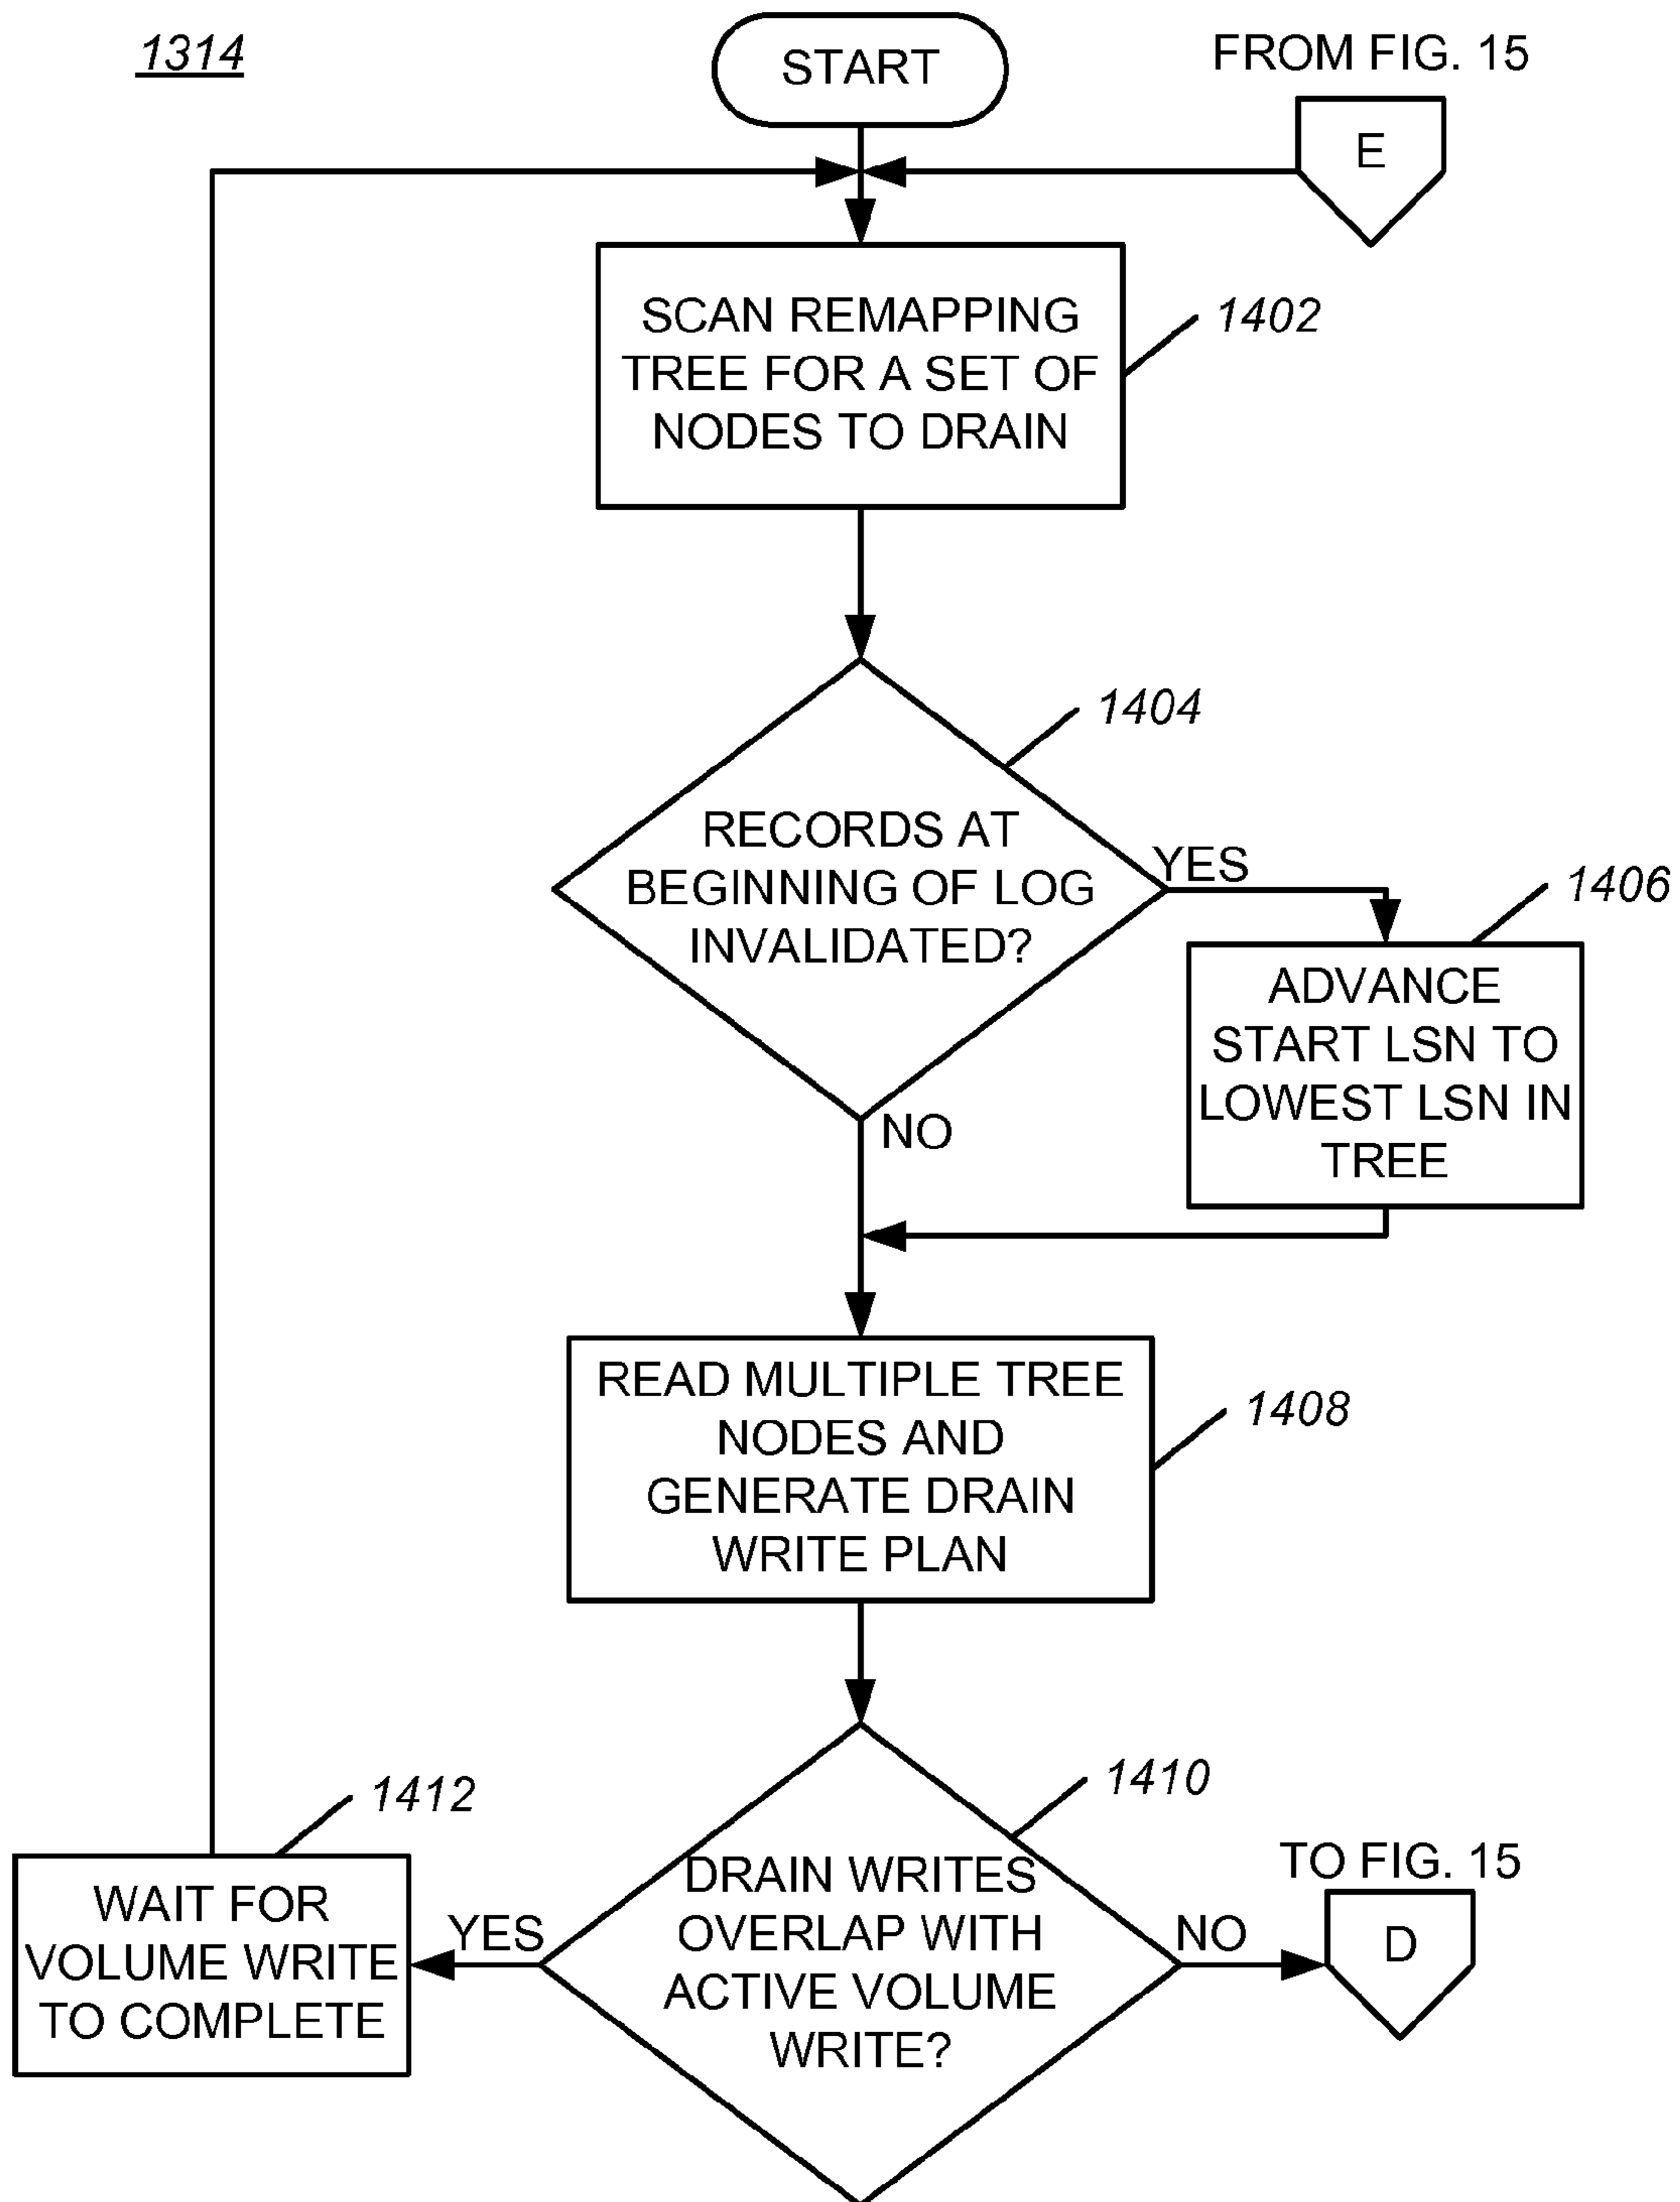 1314
START
FROM FIG. 15
E
SCAN REMAPPING
TREE FOR A SET OF
NODES TO DRAIN
1402
1404
RECORDS AT
BEGINNING OF LOG
INVALIDATED?
YES
1406
ADVANCE
START LSN TO
LOWEST LSN IN
TREE
NO
READ MULTIPLE TREE
NODES AND
GENERATE DRAIN
WRITE PLAN
1408
1410
DRAIN WRITES
OVERLAP WITH
ACTIVE VOLUME
WRITE?
YES
1412
WAIT FOR
VOLUME WRITE
TO COMPLETE
NO
TO FIG. 15
D